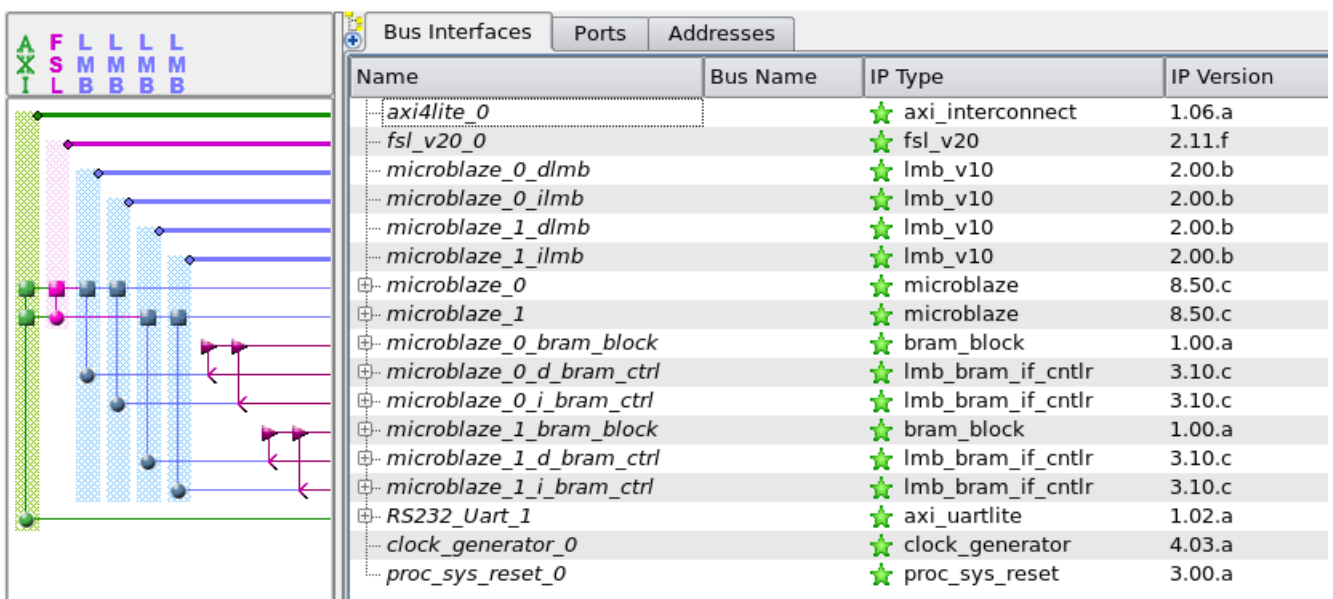 A F L L L L
X S M M M M
I L B B B B
Bus Interfaces Ports Addresses
Name Bus Name IP Type IP Version
axi4lite_0 axi_interconnect 1.06.a
fsl_v20_0 fsl_v20 2.11.f
microblaze_0_dlmb lmb_v10 2.00.b
microblaze_0_ilmb lmb_v10 2.00.b
microblaze_1_dlmb lmb_v10 2.00.b
microblaze_1_ilmb lmb_v10 2.00.b
microblaze_0 microblaze 8.50.c
microblaze_1 microblaze 8.50.c
microblaze_0_bram_block bram_block 1.00.a
microblaze_0_d_bram_ctrl lmb_bram_if_cntlr 3.10.c
microblaze_0_i_bram_ctrl lmb_bram_if_cntlr 3.10.c
microblaze_1_bram_block bram_block 1.00.a
microblaze_1_d_bram_ctrl lmb_bram_if_cntlr 3.10.c
microblaze_1_i_bram_ctrl lmb_bram_if_cntlr 3.10.c
RS232_Uart_1 axi_uartlite 1.02.a
clock_generator_0 clock_generator 4.03.a
proc_sys_reset_0 proc_sys_reset 3.00.a